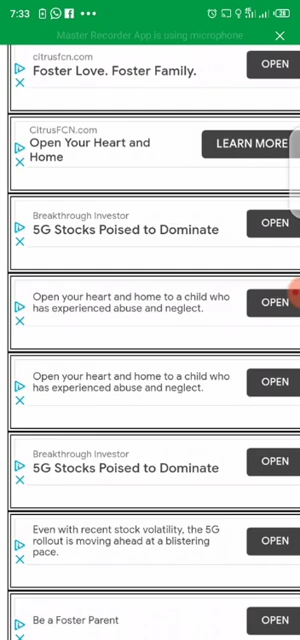 7:33
4G
28
Master Recorder App is using microphone
citrusfcn.com
Foster Love. Foster Family.
OPEN
CitrusFCN.com
Open Your Heart and
Home
LEARN MORE
Breakthrough Investor
5G Stocks Poised to Dominate
OPEN
Open your heart and home to a child who
has experienced abuse and neglect.
OPEN
Open your heart and home to a child who
has experienced abuse and neglect.
OPEN
Breakthrough Investor
5G Stocks Poised to Dominate
OPEN
Even with recent stock volatility, the 5G
rollout is moving ahead at a blistering
pace.
OPEN
Be a Foster Parent
OPEN